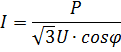 I = P / √3U · cosφ